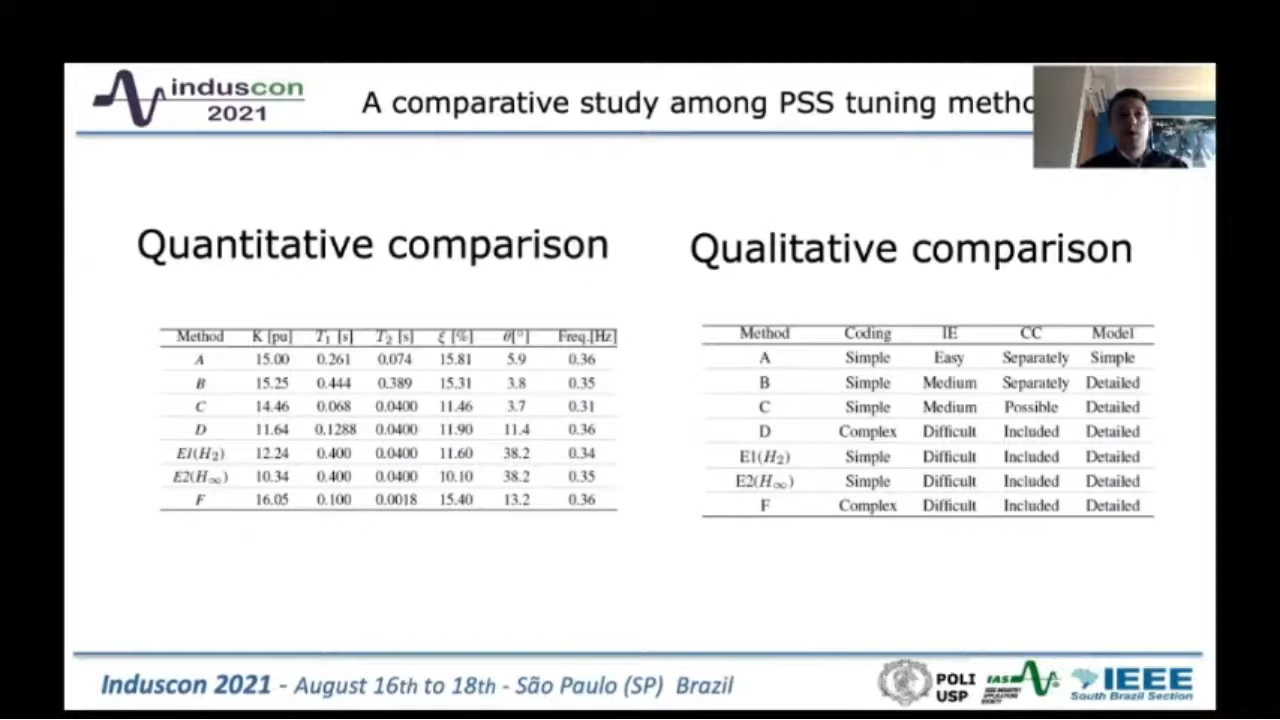 induscon
2021
A comparative study among PSS tuning metho
Quantitative comparison
Method K [pu] T₁ [s] T₂ [s] ξ [%] θ[°] Freq.[Hz]
A 15.00 0.261 0.074 15.81 5.9 0.36
B 15.25 0.444 0.389 15.31 3.8 0.35
C 14.46 0.068 0.0400 11.46 3.7 0.31
D 11.64 0.1288 0.0400 11.90 11.4 0.36
E1(H₂) 12.24 0.400 0.0400 11.60 38.2 0.34
E2(H∞) 10.34 0.400 0.0400 10.10 38.2 0.35
F 16.05 0.100 0.0018 15.40 13.2 0.36
Qualitative comparison
Method Coding IE CC Model
A Simple Easy Separately Simple
B Simple Medium Separately Detailed
C Simple Medium Possible Detailed
D Complex Difficult Included Detailed
E1(H₂) Simple Difficult Included Detailed
E2(H∞) Simple Difficult Included Detailed
F Complex Difficult Included Detailed
Induscon 2021 - August 16th to 18th - São Paulo (SP) Brazil
POLI
USP
IAS
IEEE INDUSTRY
APPLICATIONS
SOCIETY
IEEE
South Brazil Section